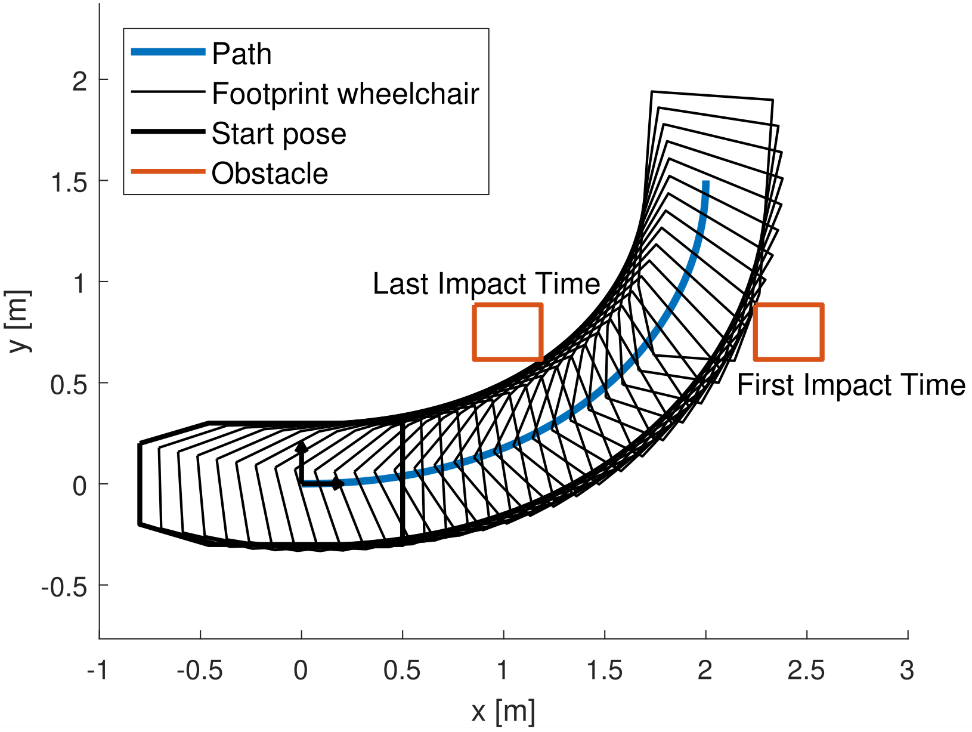 Path
Footprint wheelchair
Start pose
Obstacle
Last Impact Time
First Impact Time
y [m]
2
1.5
1
0.5
0
-0.5
-1
-0.5
0
0.5
1
1.5
2
2.5
3
x [m]